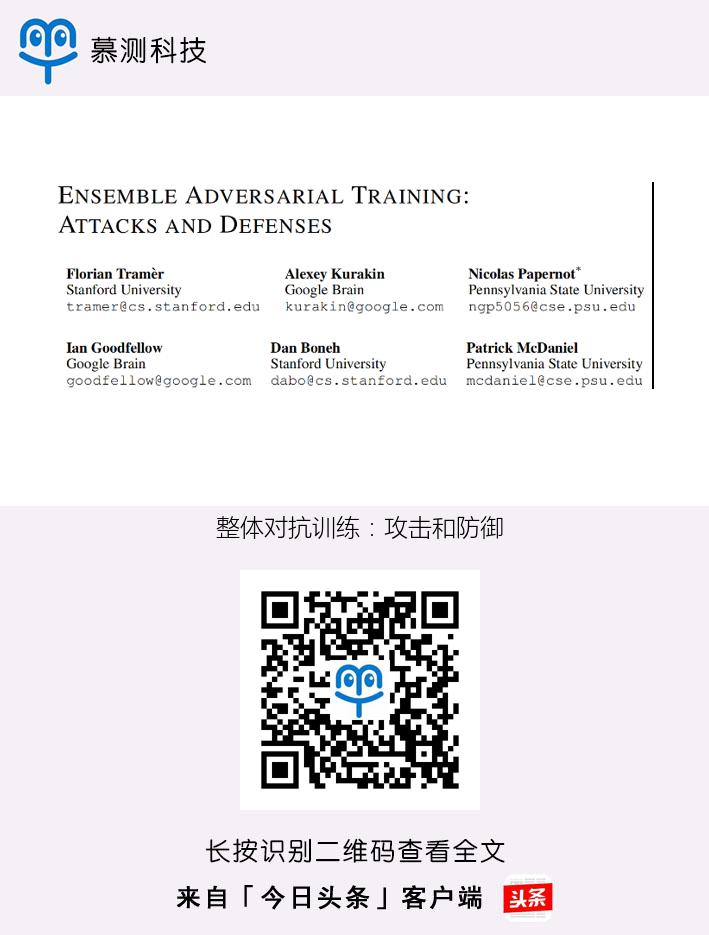 慕测科技
ENSEMBLE ADVERSARIAL TRAINING:
ATTACKS AND DEFENSES
Florian Tramèr
Stanford University
tramer@cs.stanford.edu
Alexey Kurakin
Google Brain
kurakin@google.com
Nicolas Papernot*
Pennsylvania State University
ngp5056@cse.psu.edu
Ian Goodfellow
Google Brain
goodfellow@google.com
Dan Boneh
Stanford University
dabo@cs.stanford.edu
Patrick McDaniel
Pennsylvania State University
mcdaniel@cse.psu.edu
整体对抗训练：攻击和防御
长按识别二维码查看全文
来自「今日头条」客户端
头条